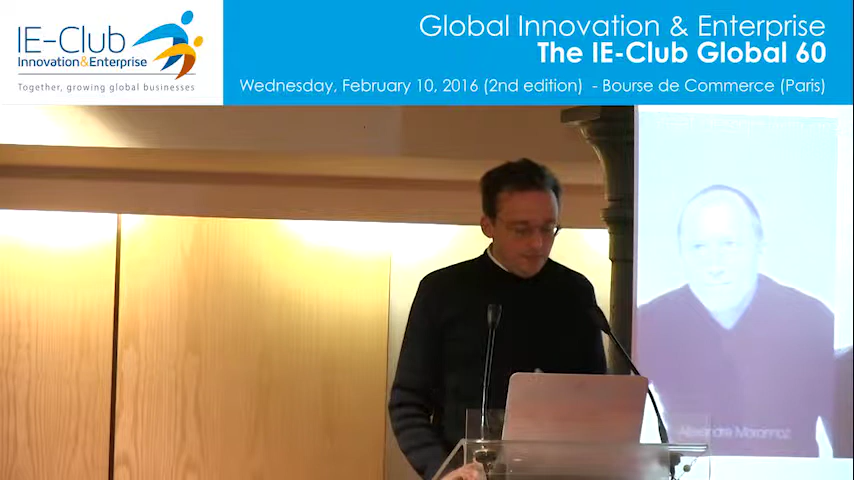 IE-Club
Innovation&Enterprise
Together, growing global businesses
Global Innovation & Enterprise
The IE-Club Global 60
Wednesday, February 10, 2016 (2nd edition) - Bourse de Commerce (Paris)
Alexandre